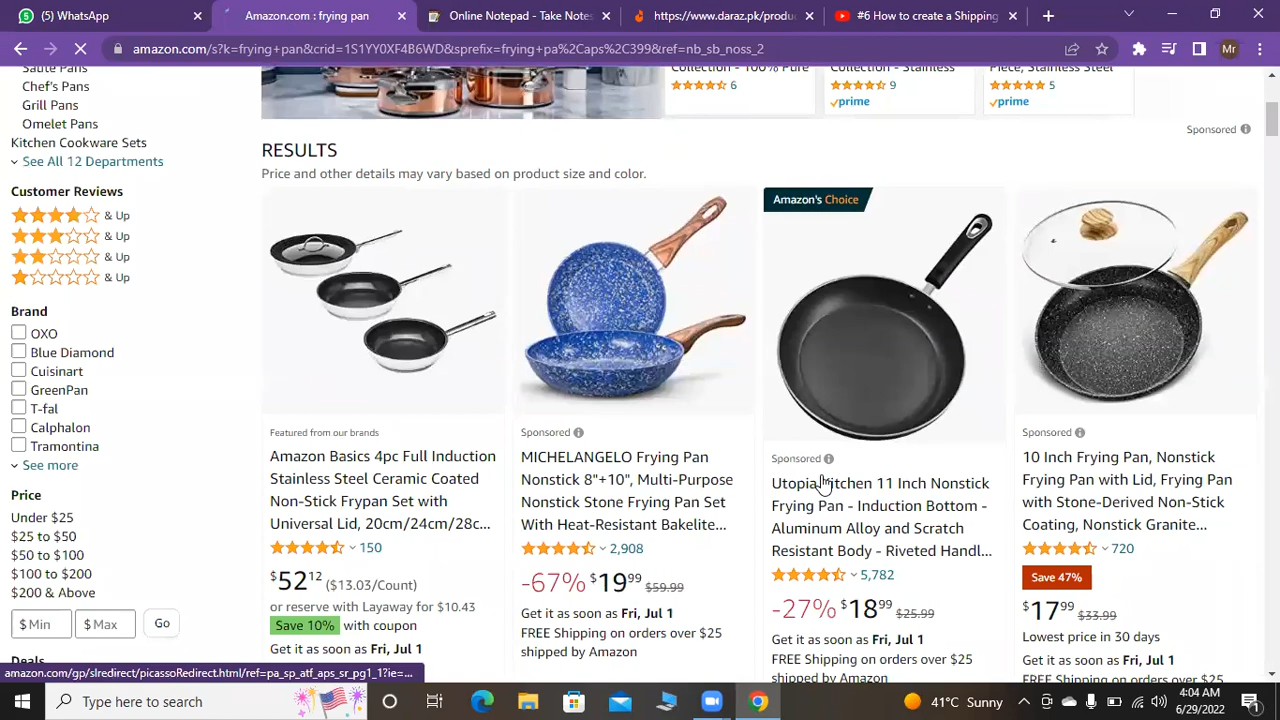 (5) WhatsApp
Amazon.com : frying pan
Online Notepad - Take Notes
https://www.daraz.pk/product
#6 How to create a Shipping
amazon.com/s?k=frying+pan&crid=1S1YY0XF4B6WD&sprefix=frying+pa%2Caps%2C399&ref=nb_sb_noss_2
Mr
Saute Pans
Chef's Pans
Grill Pans
Omelet Pans
Kitchen Cookware Sets
See All 12 Departments
Customer Reviews
& Up
& Up
& Up
& Up
Brand
OXO
Blue Diamond
Cuisinart
GreenPan
T-fal
Calphalon
Tramontina
See more
Price
Under $25
$25 to $50
$50 to $100
$100 to $200
$200 & Above
$ Min
$ Max
Go
Deals
Collection - 100% Pure
6
Collection - Stainless
9
prime
Piece, Stainless Steel
5
prime
Sponsored
RESULTS
Price and other details may vary based on product size and color.
Featured from our brands
Amazon Basics 4pc Full Induction
Stainless Steel Ceramic Coated
Non-Stick Frypan Set with
Universal Lid, 20cm/24cm/28c...
150
$52.12 ($13.03/Count)
or reserve with Layaway for $10.43
Save 10% with coupon
Get it as soon as Fri, Jul 1
Sponsored
MICHELANGELO Frying Pan
Nonstick 8"+10", Multi-Purpose
Nonstick Stone Frying Pan Set
With Heat-Resistant Bakelite...
2,908
-67% $19.99 $59.99
Get it as soon as Fri, Jul 1
FREE Shipping on orders over $25
shipped by Amazon
Amazon's Choice
Sponsored
Utopia Kitchen 11 Inch Nonstick
Frying Pan - Induction Bottom -
Aluminum Alloy and Scratch
Resistant Body - Riveted Handl...
5,782
-27% $18.99 $25.99
Get it as soon as Fri, Jul 1
FREE Shipping on orders over $25
shipped by Amazon
Sponsored
10 Inch Frying Pan, Nonstick
Frying Pan with Lid, Frying Pan
with Stone-Derived Non-Stick
Coating, Nonstick Granite...
720
Save 47%
$17.99 $33.99
Lowest price in 30 days
Get it as soon as Fri, Jul 1
FREE Shipping on orders over $25
amazon.com/gp/slredirect/picassoRedirect.html/ref=pa_sp_atf_aps_sr_pg1_1?ie=...
Type here to search
41°C Sunny
4:04 AM
6/29/2022
1